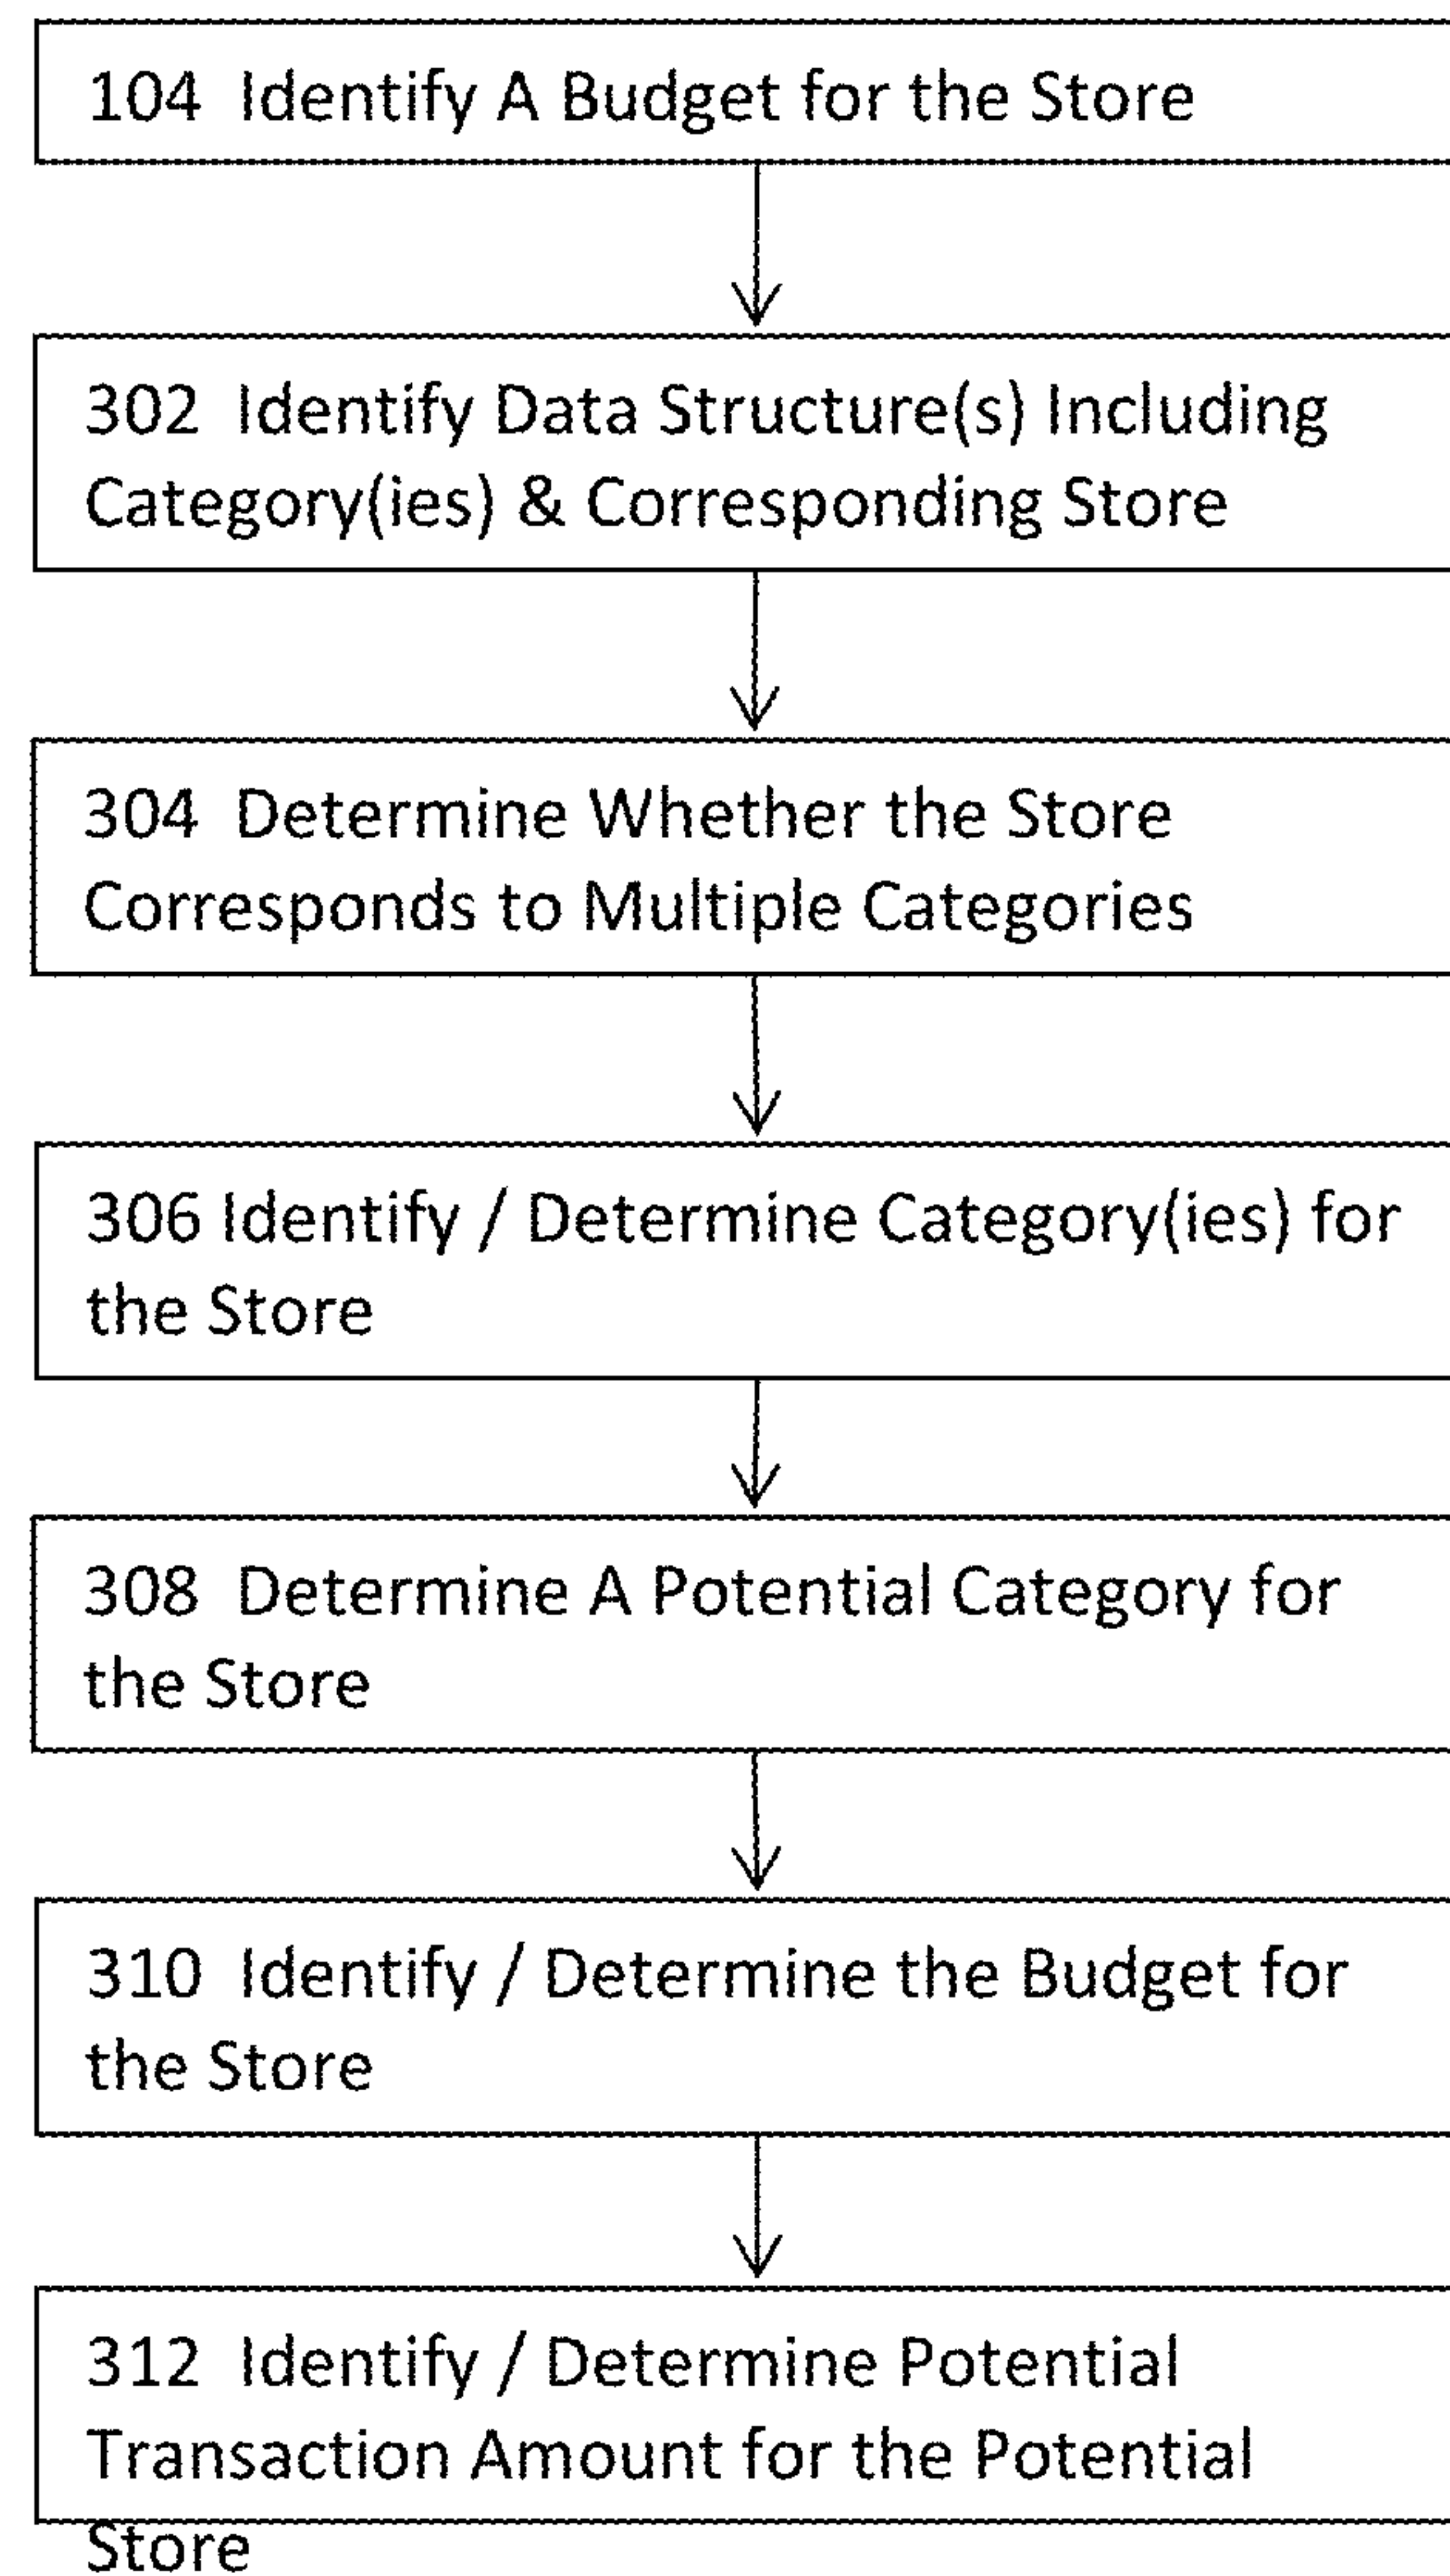 104 Identify A Budget for the Store
302 Identify Data Structure(s) Including
Category(ies) & Corresponding Store
304 Determine Whether the Store
Corresponds to Multiple Categories
306 Identify / Determine Category(ies) for
the Store
308 Determine A Potential Category for
the Store
310 Identify / Determine the Budget for
the Store
312 Identify / Determine Potential
Transaction Amount for the Potential
Store